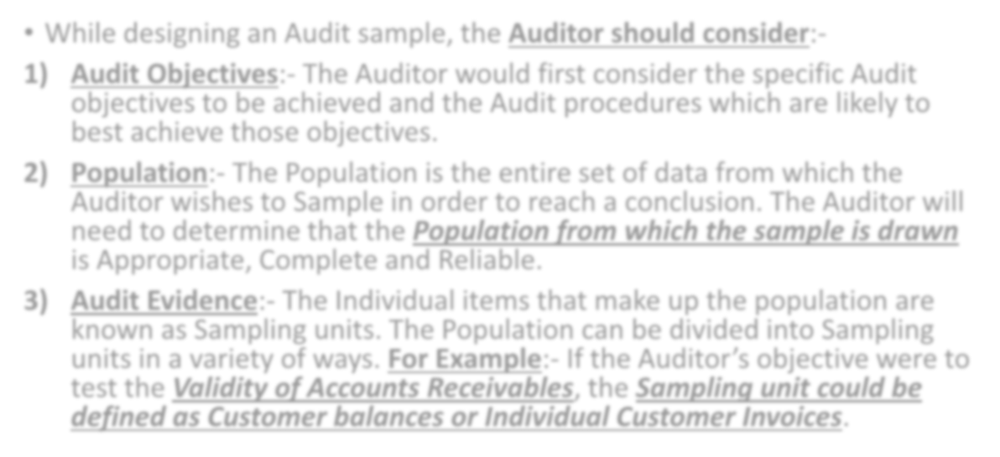 • While designing an Audit sample, the Auditor should consider:-
1) Audit Objectives:- The Auditor would first consider the specific Audit
objectives to be achieved and the Audit procedures which are likely to
best achieve those objectives.
2) Population:- The Population is the entire set of data from which the
Auditor wishes to Sample in order to reach a conclusion. The Auditor will
need to determine that the Population from which the sample is drawn
is Appropriate, Complete and Reliable.
3) Audit Evidence:- The Individual items that make up the population are
known as Sampling units. The Population can be divided into Sampling
units in a variety of ways. For Example:- If the Auditor’s objective were to
test the Validity of Accounts Receivables, the Sampling unit could be
defined as Customer balances or Individual Customer Invoices.